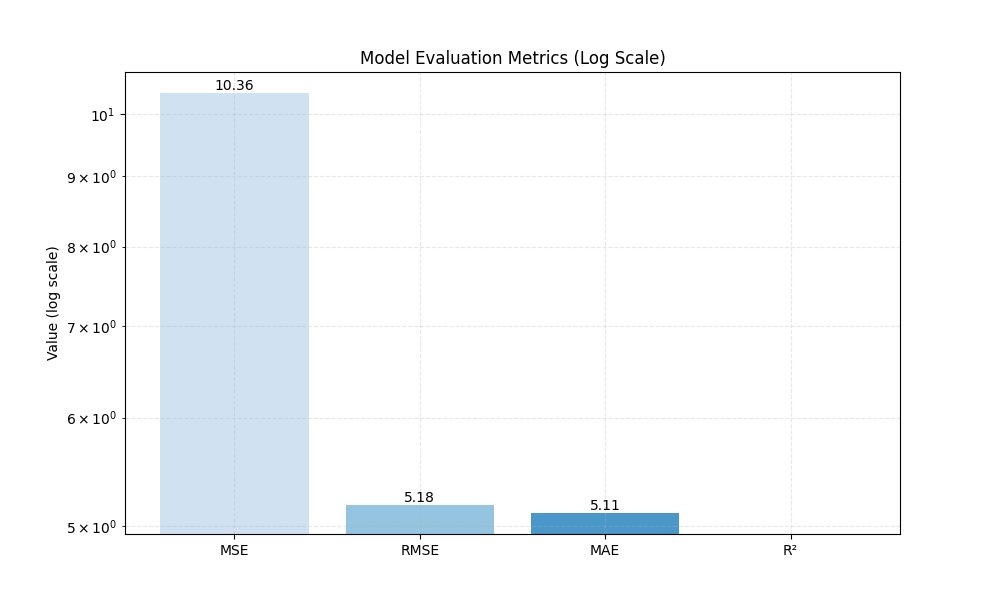 Model Evaluation Metrics (Log Scale)
10.36
10¹
9 × 10⁰
8 × 10⁰
Value (log scale)
7 × 10⁰
6 × 10⁰
5.18
5.11
5 × 10⁰
MSE RMSE MAE R²